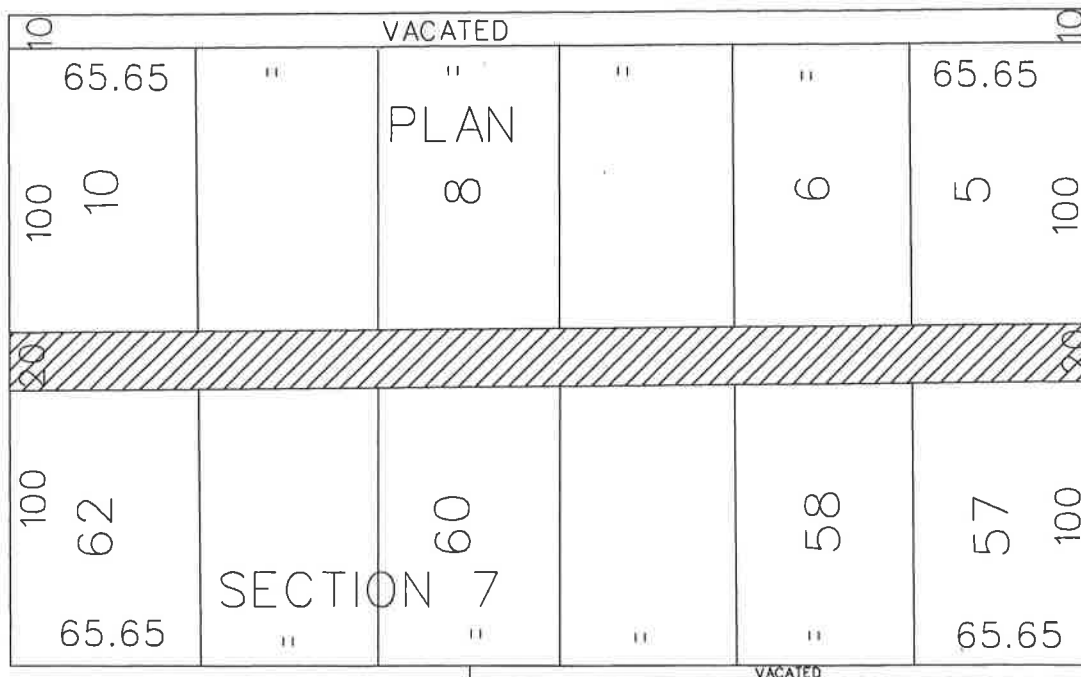 10 VACATED 10
65.65 " " " " 65.65
PLAN
100 10 8 6 5 100
20 20
100 62 60 58 57 100
SECTION 7
65.65 " " " " 65.65
VACATED